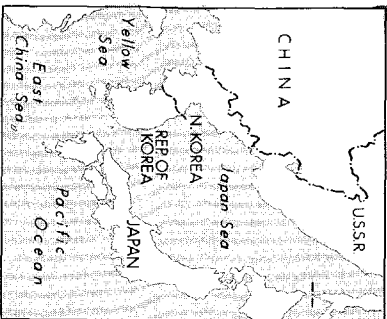 CHINA
U.S.S.R.
N. KOREA
REP. OF
KOREA
Japan Sea
JAPAN
Yellow
Sea
East
China Sea
Pacific
Ocean